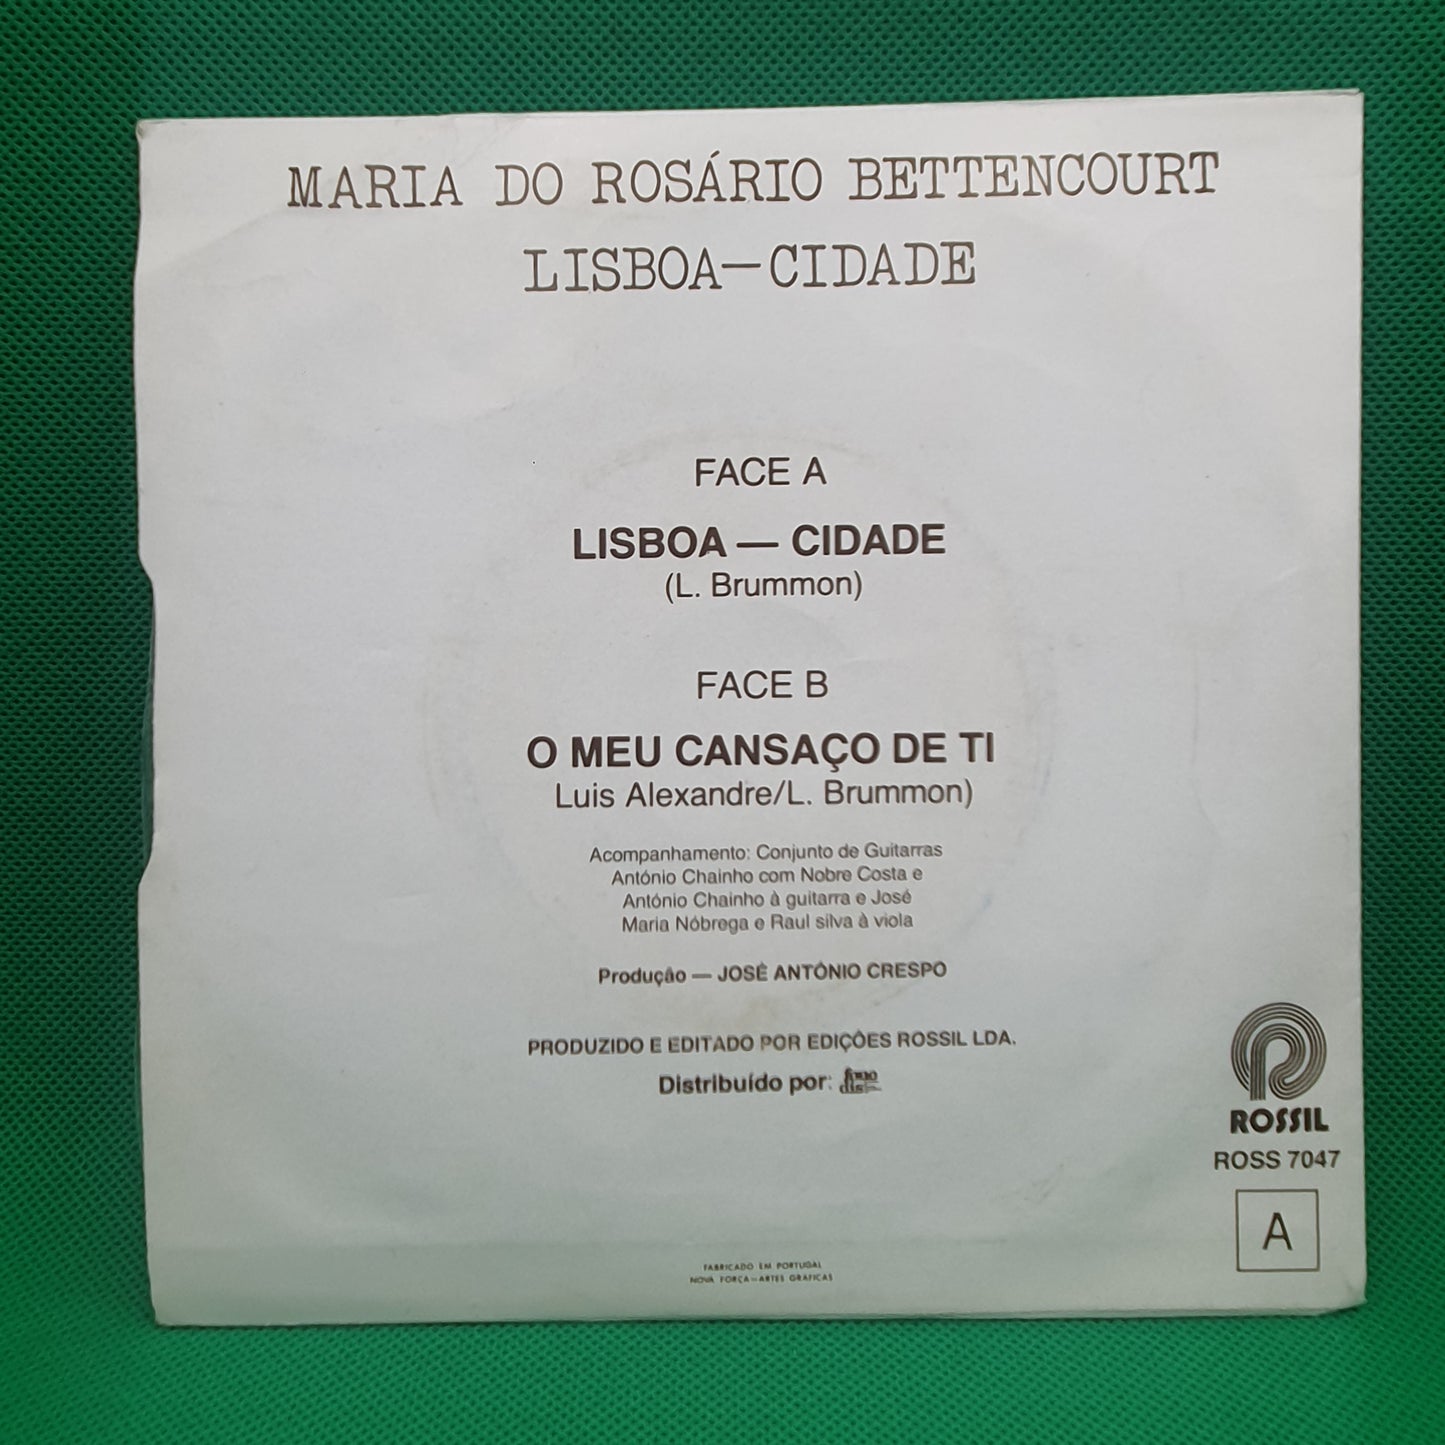 MARIA DO ROSÁRIO BETTENCOURT
LISBOA—CIDADE
FACE A
LISBOA — CIDADE
(L. Brummon)
FACE B
O MEU CANSAÇO DE TI
Luis Alexandre/L. Brummon)
Acompanhamento: Conjunto de Guitarras
António Chainho com Nobre Costa e
António Chainho à guitarra e José
Maria Nóbrega e Raul silva à viola
Produção — JOSÉ ANTÓNIO CRESPO
PRODUZIDO E EDITADO POR EDIÇÕES ROSSIL LDA.
Distribuído por:
ROSSIL
ROSS 7047
A
FABRICADO EM PORTUGAL
NOVA FORÇA—ARTES GRÁFICAS